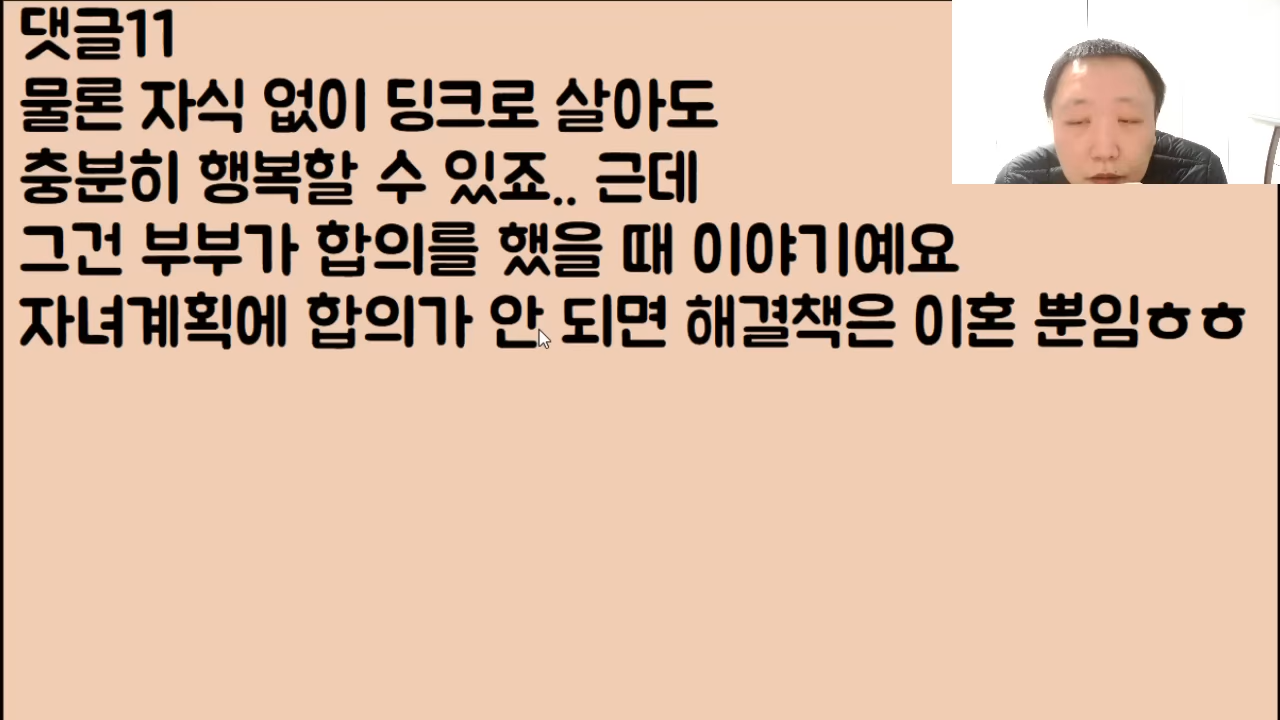 댓글11
물론 자식 없이 딩크로 살아도
충분히 행복할 수 있죠.. 근데
그건 부부가 합의를 했을 때 이야기예요
자녀계획에 합의가 안 되면 해결책은 이혼 뿐임ㅎㅎ